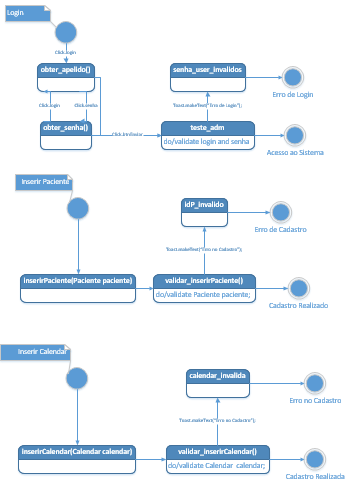 Login
Click login
obter_apelido()
senha_user_invalidos
Erro de Login
Click login
Click senha
Toast.makeText("Erro de Login");
obter_senha()
Click btnEnviar
teste_adm
do/validate login and senha
Acesso ao Sistema
Inserir Paciente
idP_invalido
Erro de Cadastro
Toast.makeText("Erro no Cadastro");
InserirPaciente(Paciente paciente)
validar_inserirPaciente()
do/validate Paciente paciente;
Cadastro Realizado
Inserir Calendar
calendar_invalida
Erro no Cadastro
Toast.makeText("Erro no Cadastro");
inserirCalendar(Calendar calendar)
validar_inserirCalendar()
do/validate Calendar calendar;
Cadastro Realizada